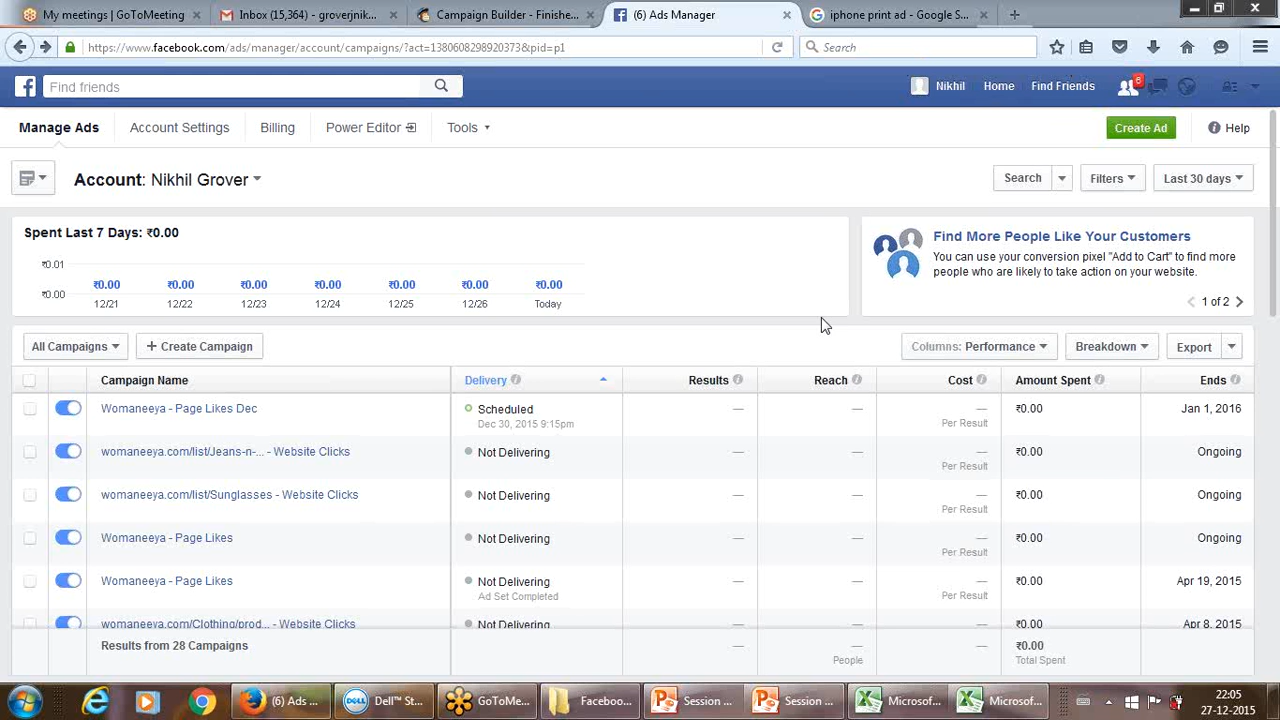 My meetings | GoToMeeting
Inbox (15,364) - groverjnik...
Campaign Builder - Finjehe...
(6) Ads Manager
iphone print ad - Google S...
https://www.facebook.com/ads/manager/account/campaigns/?act=1380608298920373&pid=p1
Search
Find friends
Nikhil
Home
Find Friends
6
Manage Ads
Account Settings
Billing
Power Editor
Tools
Create Ad
Help
Account: Nikhil Grover
Search
Filters
Last 30 days
Spent Last 7 Days: ₹0.00
₹0.01
₹0.00
₹0.00 ₹0.00 ₹0.00 ₹0.00 ₹0.00 ₹0.00 ₹0.00
12/21 12/22 12/23 12/24 12/25 12/26 Today
Find More People Like Your Customers
You can use your conversion pixel "Add to Cart" to find more
people who are likely to take action on your website.
1 of 2
All Campaigns
+ Create Campaign
Columns: Performance
Breakdown
Export
Campaign Name Delivery Results Reach Cost Amount Spent Ends
Womaneeya - Page Likes Dec Scheduled — — — ₹0.00 Jan 1, 2016
Dec 30, 2015 9:15pm Per Result
womaneeya.com/list/Jeans-n-... - Website Clicks Not Delivering — — — ₹0.00 Ongoing
Per Result
womaneeya.com/list/Sunglasses - Website Clicks Not Delivering — — — ₹0.00 Ongoing
Per Result
Womaneeya - Page Likes Not Delivering — — — ₹0.00 Ongoing
Per Result
Womaneeya - Page Likes Not Delivering — — — ₹0.00 Apr 19, 2015
Ad Set Completed Per Result
womaneeya.com/Clothing/prod... - Website Clicks Not Delivering — — — ₹0.00 Apr 8, 2015
Results from 28 Campaigns — — — ₹0.00
People Total Spent
(6) Ads ...
Dell™ St...
GoToMe...
Faceboo...
Session ...
Session ...
Microsof...
Microsof...
22:05
27-12-2015